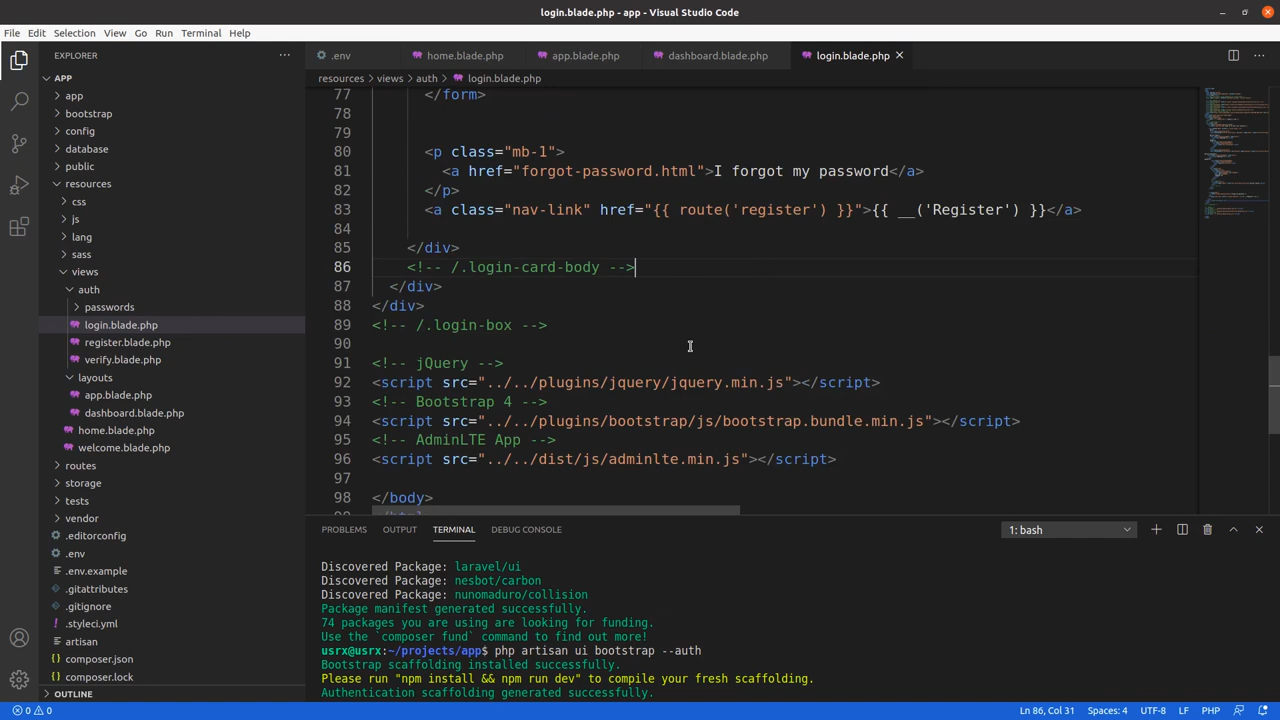 login.blade.php - app - Visual Studio Code
File Edit Selection View Go Run Terminal Help
EXPLORER
.env home.blade.php app.blade.php dashboard.blade.php login.blade.php
resources > views > auth > login.blade.php
APP
app
bootstrap
config
database
public
resources
css
js
lang
sass
views
auth
passwords
login.blade.php
register.blade.php
verify.blade.php
layouts
app.blade.php
dashboard.blade.php
home.blade.php
welcome.blade.php
routes
storage
tests
vendor
.editorconfig
.env
.env.example
.gitattributes
.gitignore
.styleci.yml
artisan
composer.json
composer.lock
OUTLINE
77 </form>
78
79
80 <p class="mb-1">
81 <a href="forgot-password.html">I forgot my password</a>
82 </p>
83 <a class="nav-link" href="{{ route('register') }}">{{ __('Register') }}</a>
84
85 </div>
86 <!-- /.login-card-body -->
87 </div>
88 </div>
89 <!-- /.login-box -->
90
91 <!-- jQuery -->
92 <script src="../../plugins/jquery/jquery.min.js"></script>
93 <!-- Bootstrap 4 -->
94 <script src="../../plugins/bootstrap/js/bootstrap.bundle.min.js"></script>
95 <!-- AdminLTE App -->
96 <script src="../../dist/js/adminlte.min.js"></script>
97
98 </body>
PROBLEMS OUTPUT TERMINAL DEBUG CONSOLE 1: bash
Discovered Package: laravel/ui
Discovered Package: nesbot/carbon
Discovered Package: nunomaduro/collision
Package manifest generated successfully.
74 packages you are using are looking for funding.
Use the `composer fund` command to find out more!
usrx@usrx:~/projects/app$ php artisan ui bootstrap --auth
Bootstrap scaffolding installed successfully.
Please run "npm install && npm run dev" to compile your fresh scaffolding.
Authentication scaffolding generated successfully.
0 0 Ln 86, Col 31 Spaces: 4 UTF-8 LF PHP